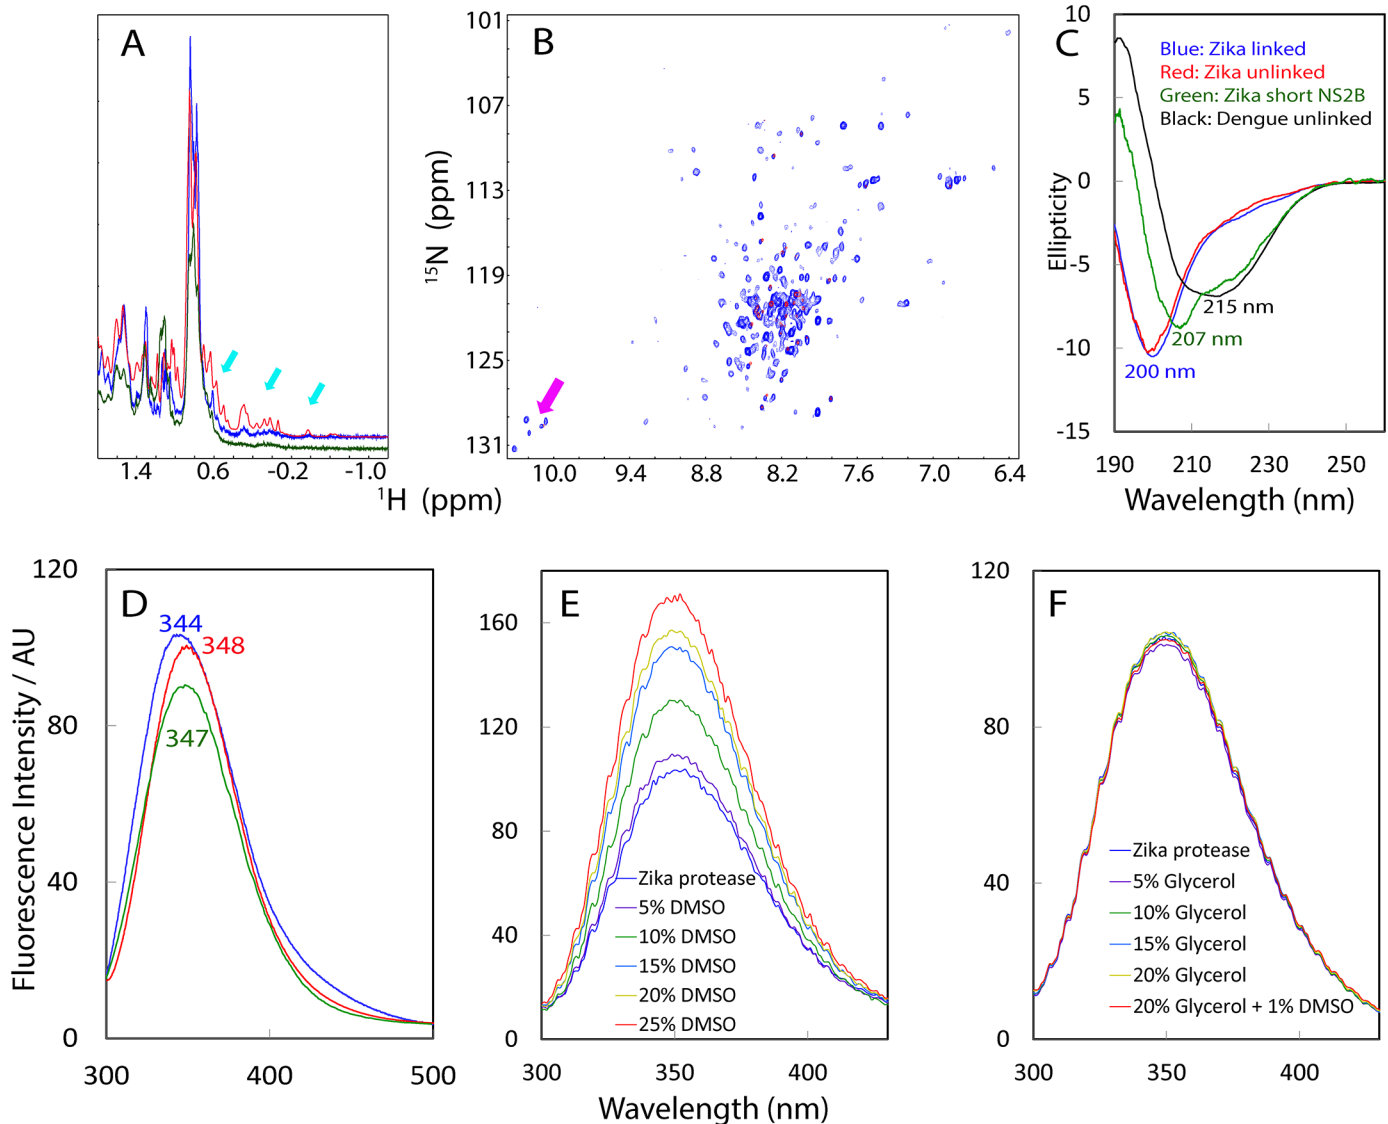 A
1.4 0.6 -0.2 -1.0
¹H (ppm)
B
101
107
113
119
125
131
¹⁵N (ppm)
10.0 9.4 8.8 8.2 7.6 7.0 6.4
C
10
5
0
-5
-10
-15
Ellipticity
Blue: Zika linked
Red: Zika unlinked
Green: Zika short NS2B
Black: Dengue unlinked
215 nm
207 nm
200 nm
190 210 230 250
Wavelength (nm)
D
120
80
40
0
Fluorescence Intensity / AU
344
348
347
300 400 500
E
160
120
80
40
0
Zika protease
5% DMSO
10% DMSO
15% DMSO
20% DMSO
25% DMSO
300 350 400
Wavelength (nm)
F
120
80
40
0
Zika protease
5% Glycerol
10% Glycerol
15% Glycerol
20% Glycerol
20% Glycerol + 1% DMSO
300 350 400